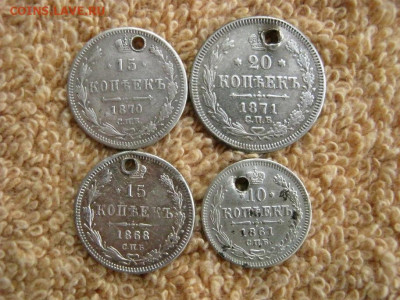 COINS.LAVE.RU
15
КОПѢЕКЪ
1870
С.П.Б.
20
КОПѢЕКЪ
1871
С.П.Б.
15
КОПѢЕКЪ
1868
С.П.Б.
10
КОПѢЕКЪ
1861
С.П.Б.